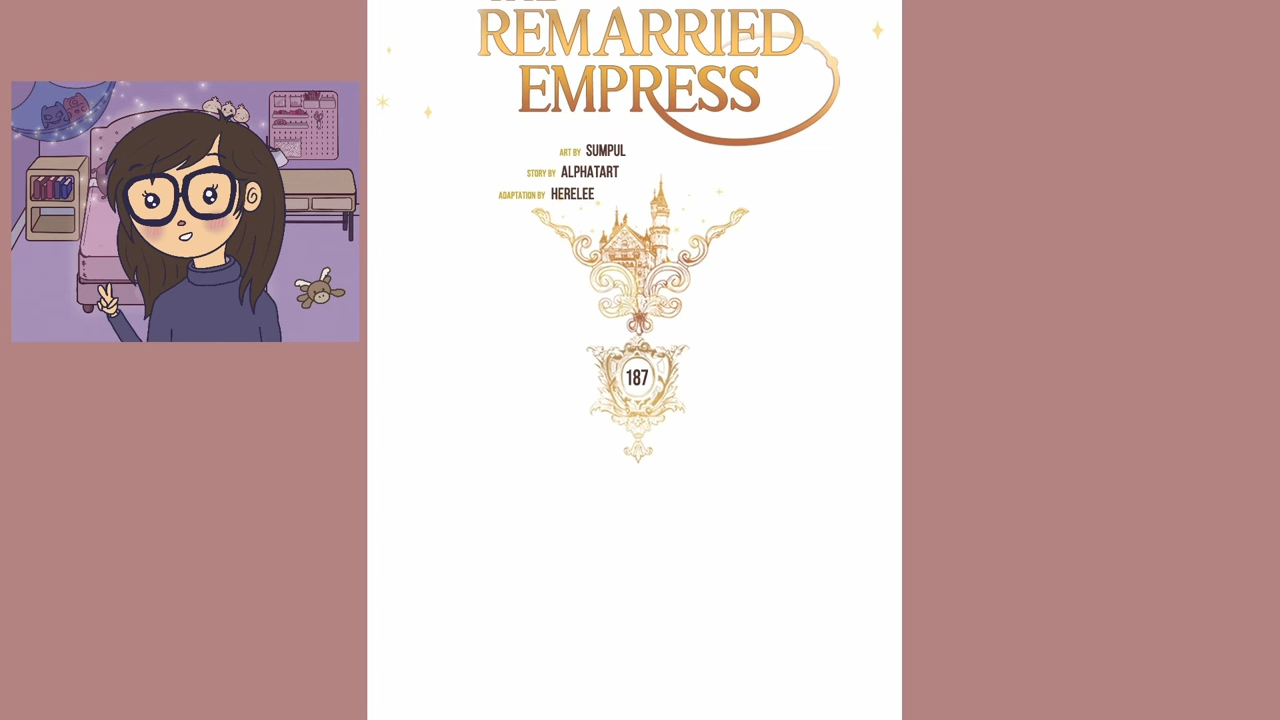 REMARRIED
EMPRESS
ART BY SUMPUL
STORY BY ALPHATART
ADAPTATION BY HERELEE
187